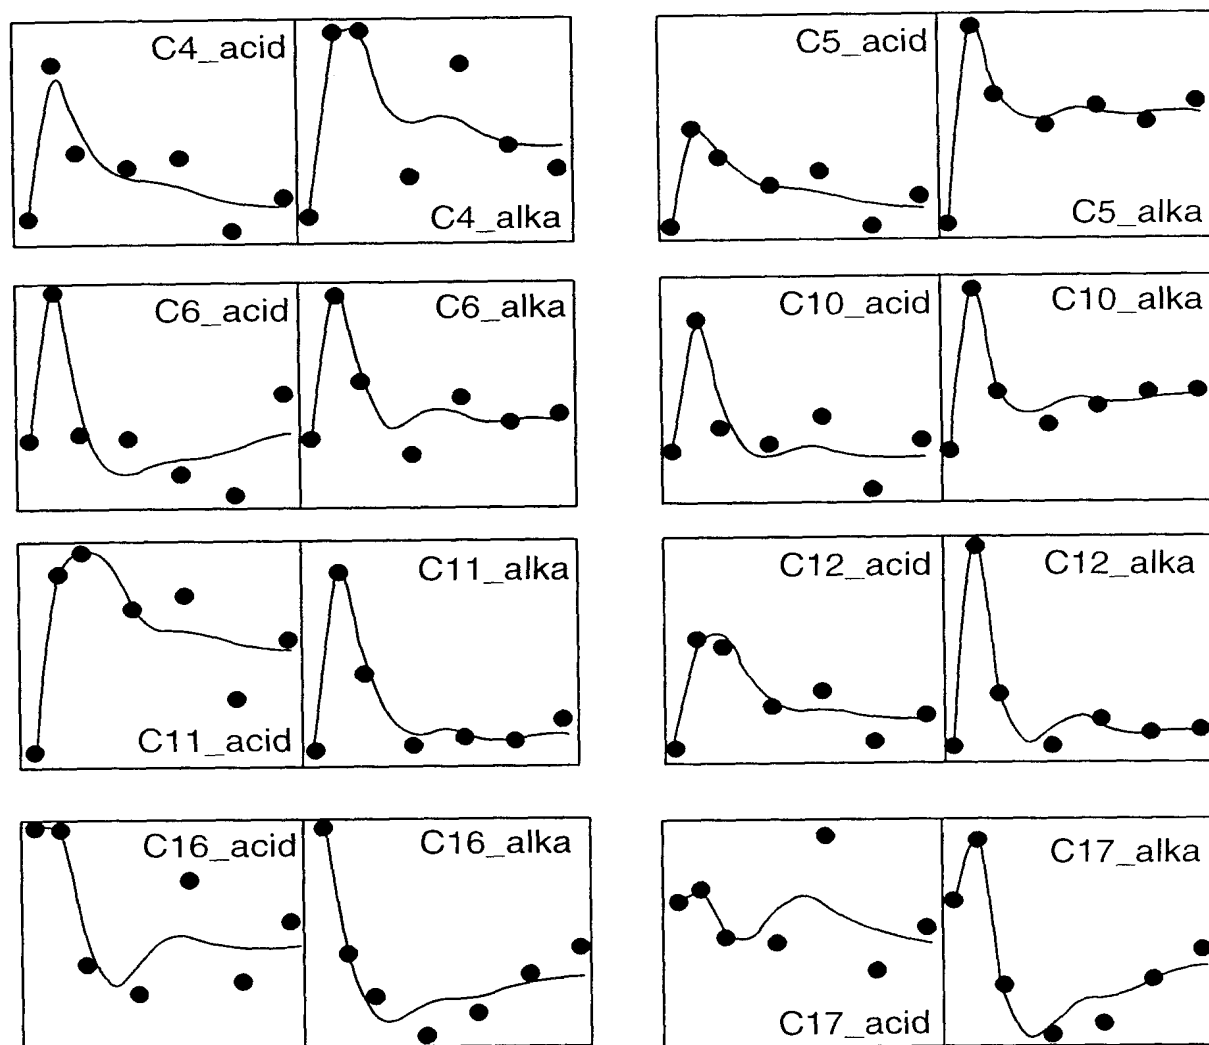 C4_acid
C4_alka
C5_acid
C5_alka
C6_acid
C6_alka
C10_acid
C10_alka
C11_acid
C11_alka
C12_acid
C12_alka
C16_acid
C16_alka
C17_acid
C17_alka